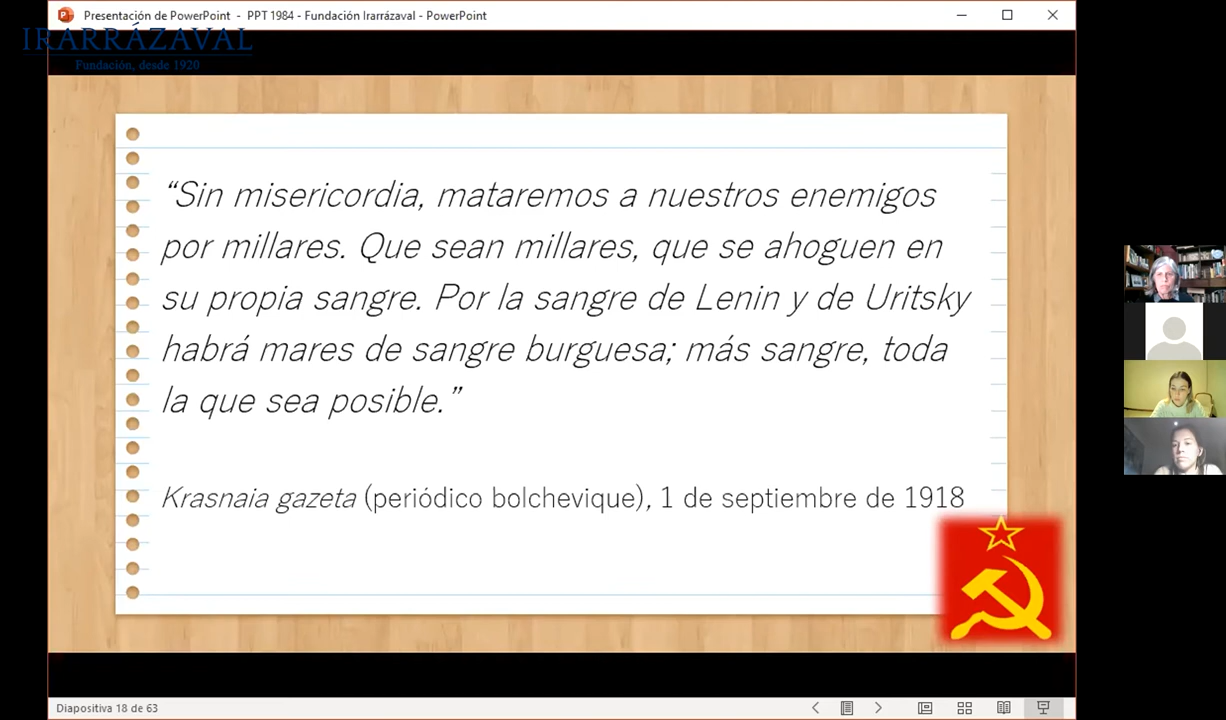 Presentación de PowerPoint - PPT 1984 - Fundación Irarrázaval - PowerPoint
IRARRÁZAVAL
Fundación, desde 1920
“Sin misericordia, mataremos a nuestros enemigos
por millares. Que sean millares, que se ahoguen en
su propia sangre. Por la sangre de Lenin y de Uritsky
habrá mares de sangre burguesa; más sangre, toda
la que sea posible.”
Krasnaia gazeta (periódico bolchevique), 1 de septiembre de 1918
Diapositiva 18 de 63